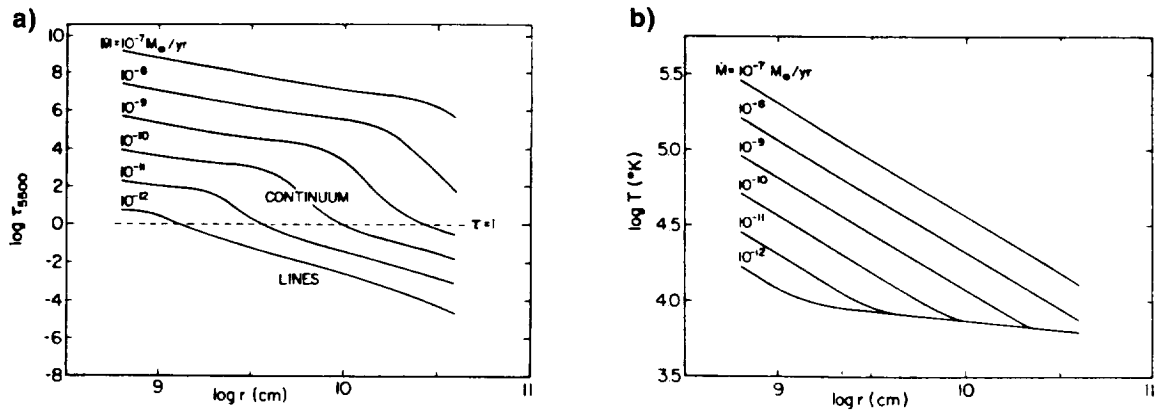 a)
log τ5500
10
8
6
4
2
0
-2
-4
-6
-8
Ṁ=10⁻⁷ M⊙/yr
10⁻⁸
10⁻⁹
10⁻¹⁰
10⁻¹¹
10⁻¹²
CONTINUUM
τ=1
LINES
9
10
11
log r (cm)
b)
log T (°K)
5.5
5.0
4.5
4.0
3.5
Ṁ=10⁻⁷ M⊙/yr
10⁻⁸
10⁻⁹
10⁻¹⁰
10⁻¹¹
10⁻¹²
9
10
11
log r (cm)